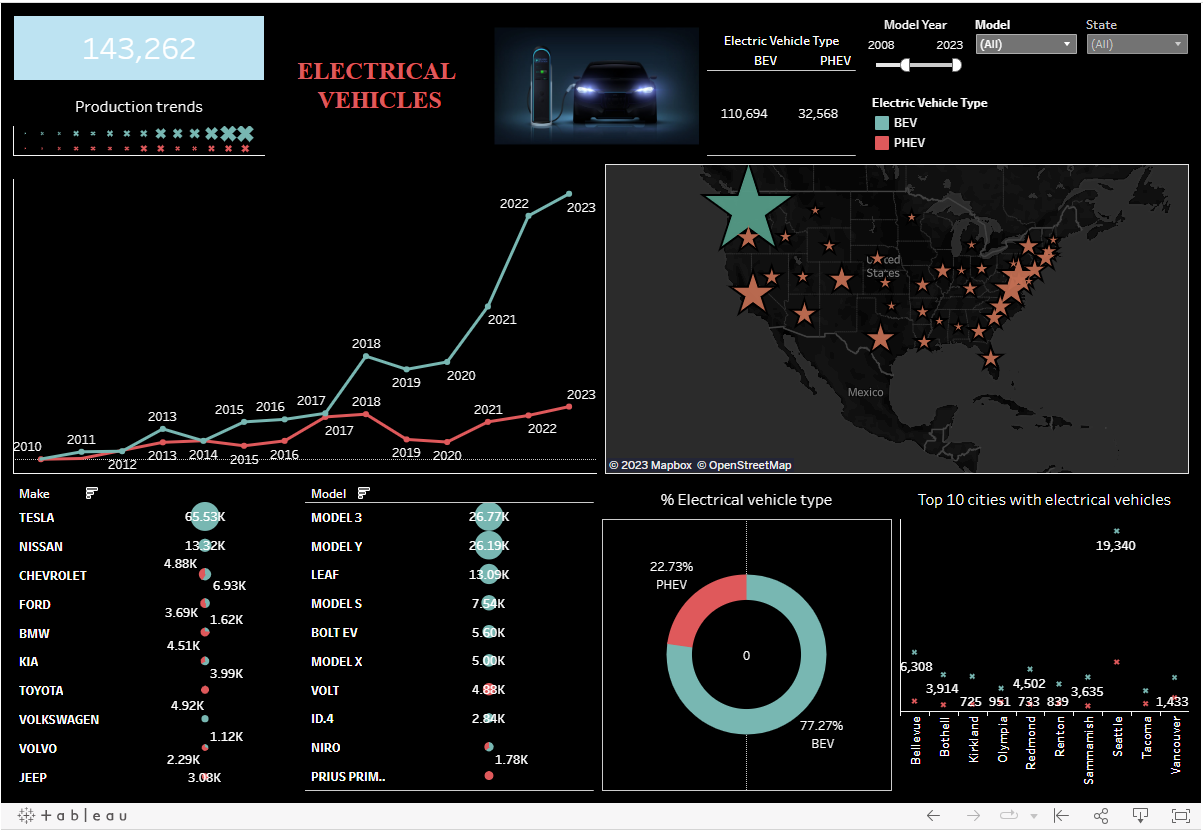 143,262
Production trends
ELECTRICAL
VEHICLES
Electric Vehicle Type
BEV PHEV
110,694 32,568
Model Year
2008 2023
Model
(All)
State
(All)
Electric Vehicle Type
BEV
PHEV
2010
2011
2012
2013
2013
2014
2015
2015
2016
2016
2017
2017
2018
2018
2019
2019
2020
2020
2021
2021
2022
2022
2023
2023
United
States
Mexico
© 2023 Mapbox © OpenStreetMap
Make
TESLA 65.53K
NISSAN 13.32K
4.88K
CHEVROLET
6.93K
FORD
3.69K 1.62K
BMW
4.51K
KIA
3.99K
TOYOTA
4.92K
VOLKSWAGEN
1.12K
VOLVO
2.29K
JEEP 3.08K
Model
MODEL 3 26.77K
MODEL Y 26.19K
LEAF 13.09K
MODEL S 7.54K
BOLT EV 5.60K
MODEL X 5.00K
VOLT 4.83K
ID.4 2.84K
NIRO
1.78K
PRIUS PRIM..
% Electrical vehicle type
22.73%
PHEV
0
77.27%
BEV
Top 10 cities with electrical vehicles
19,340
6,308
3,914
725
951
4,502
733
839
3,635
1,433
Bellevue
Bothell
Kirkland
Olympia
Redmond
Renton
Sammamish
Seattle
Tacoma
Vancouver
+ a b | e a u